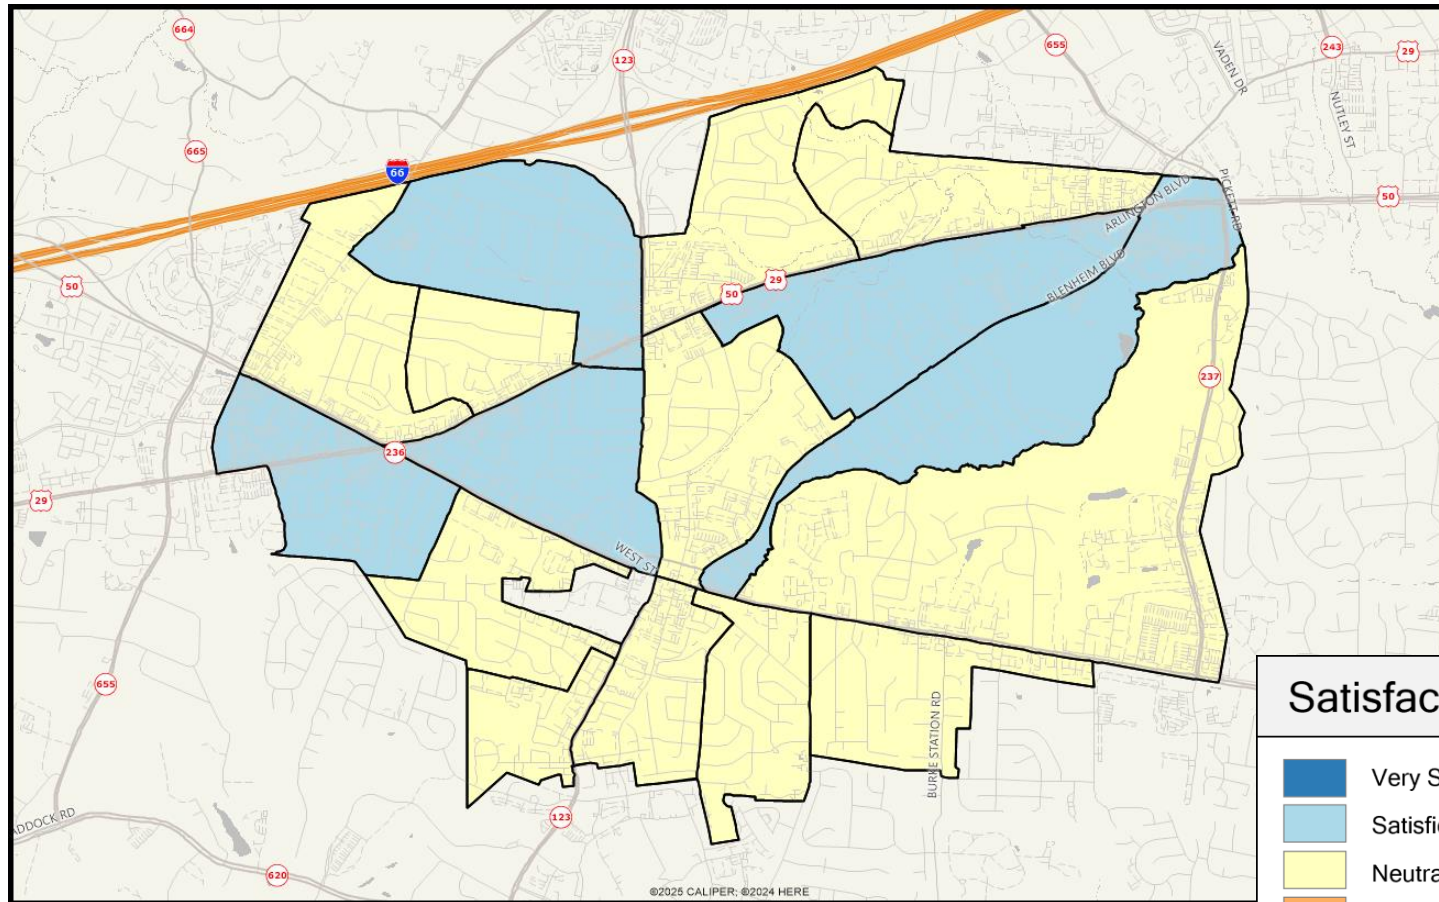 664
123
655
243
29
VADEN DR
NUTLEY ST
665
66
PICKETT RD
50
ARLINGTON BLVD
50
29
50
BLENHEIM BLVD
237
236
29
WEST ST
655
BURKE STATION RD
ADDOCK RD
123
620
©2025 CALIPER; ©2024 HERE
Satisfac
Very S
Satisfie
Neutra